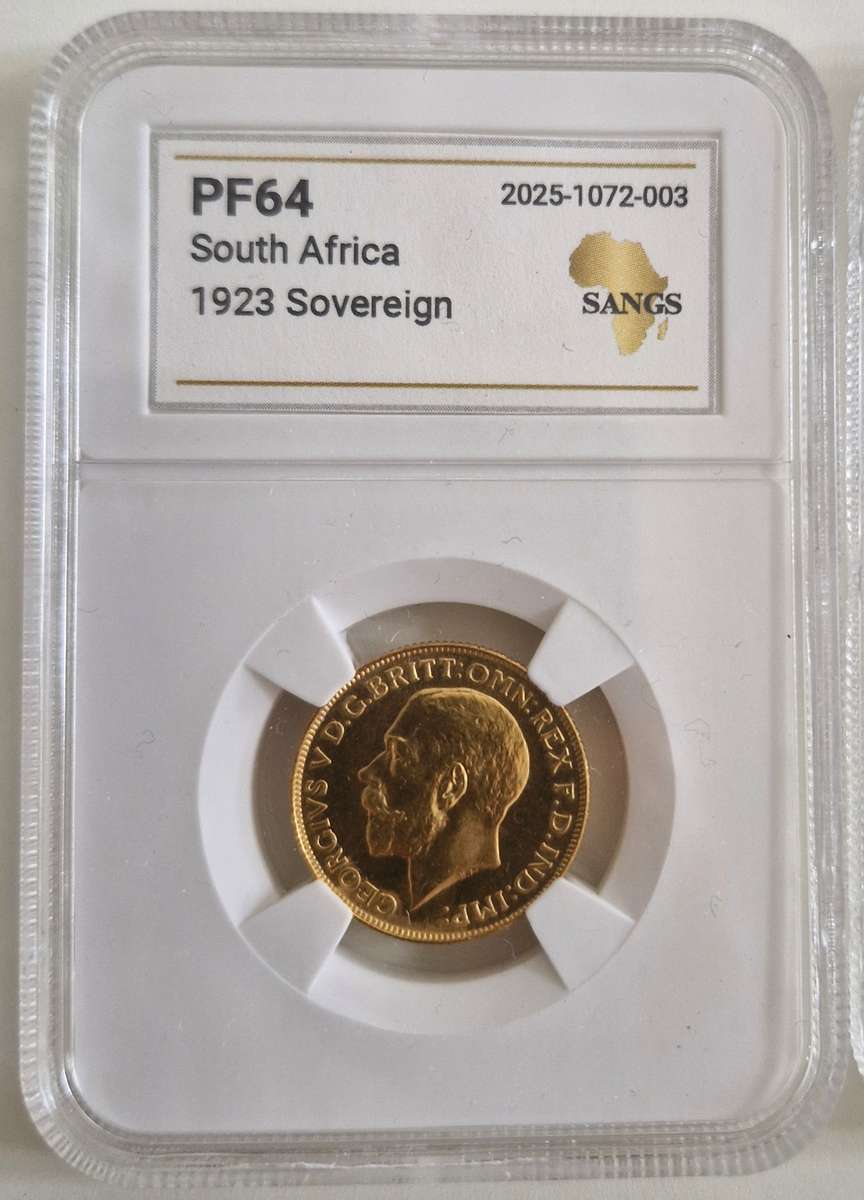 PF64
2025-1072-003
South Africa
1923 Sovereign
SANGS
GEORGIVS V D.G.BRITT:OMN:REX F.D.IND:IMP: